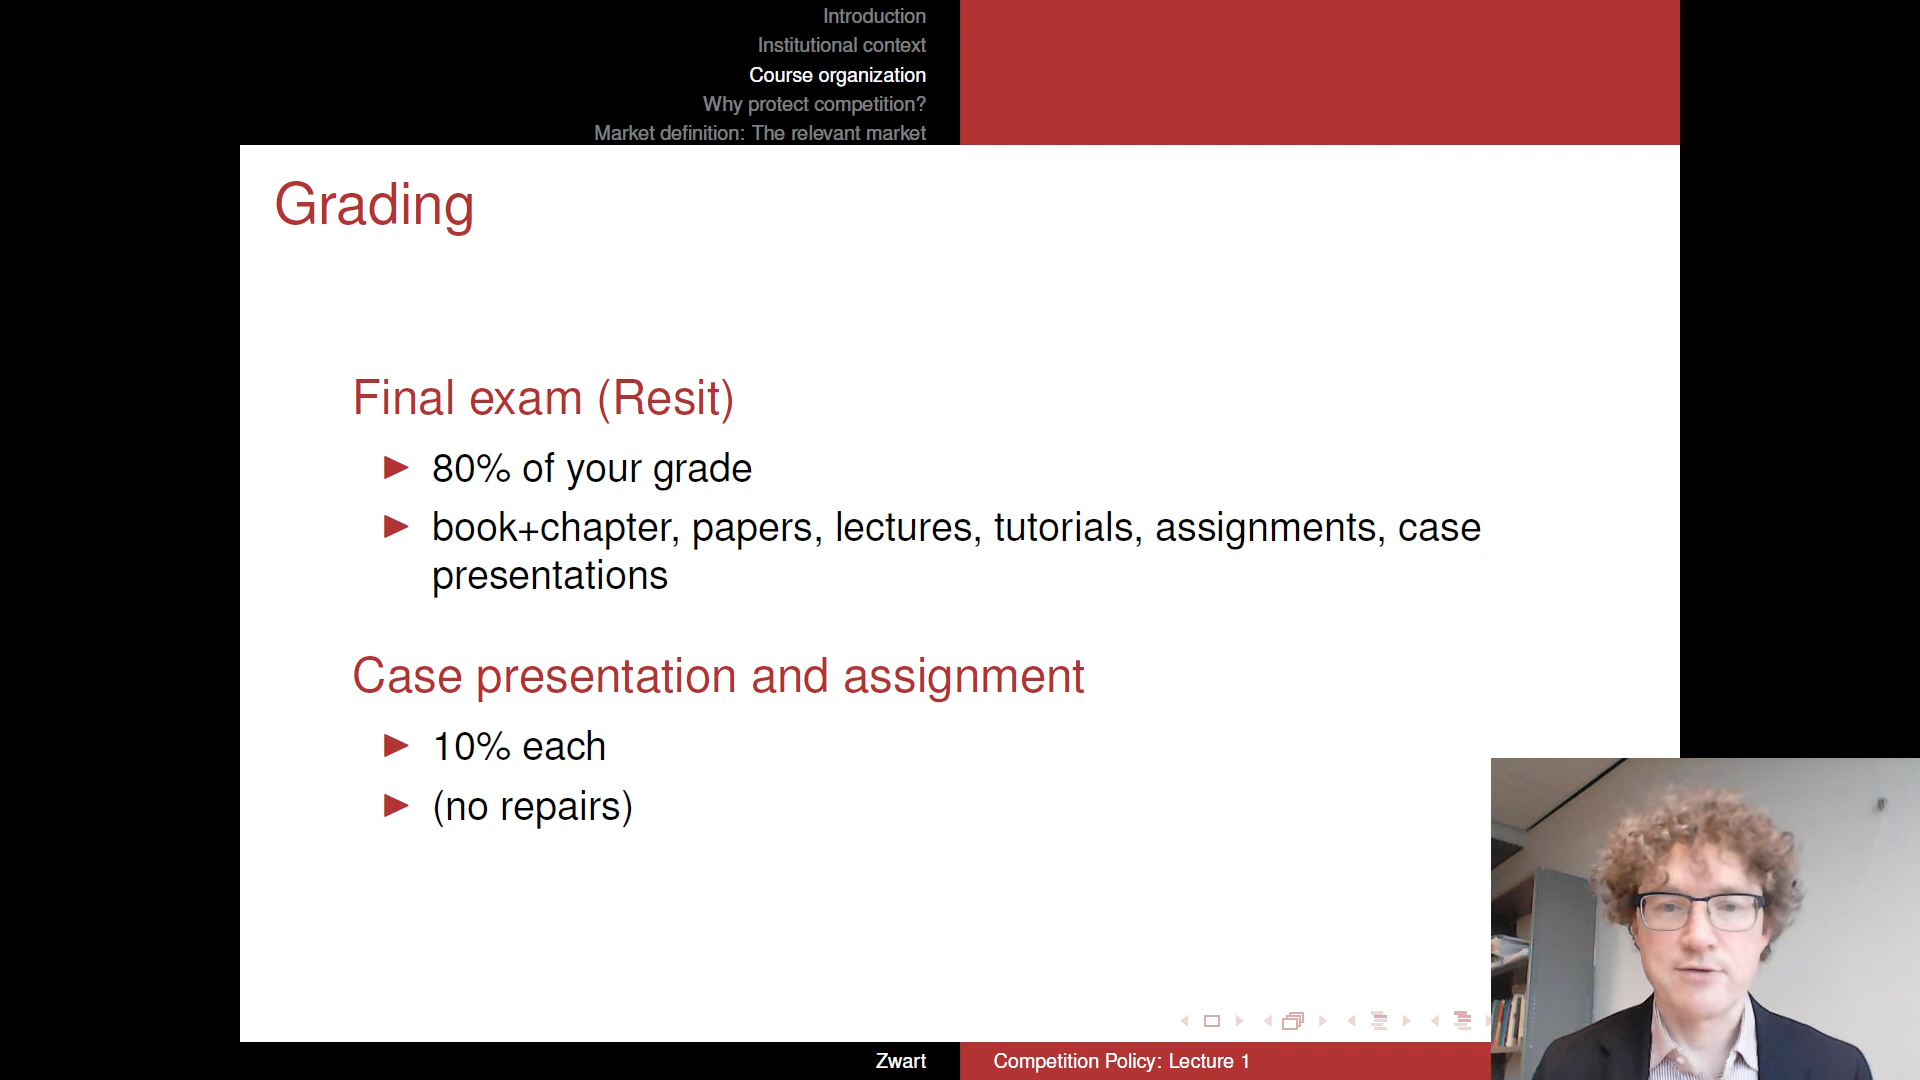 Introduction
Institutional context
Course organization
Why protect competition?
Market definition: The relevant market
Grading
Final exam (Resit)
80% of your grade
book+chapter, papers, lectures, tutorials, assignments, case
presentations
Case presentation and assignment
10% each
(no repairs)
Zwart
Competition Policy: Lecture 1